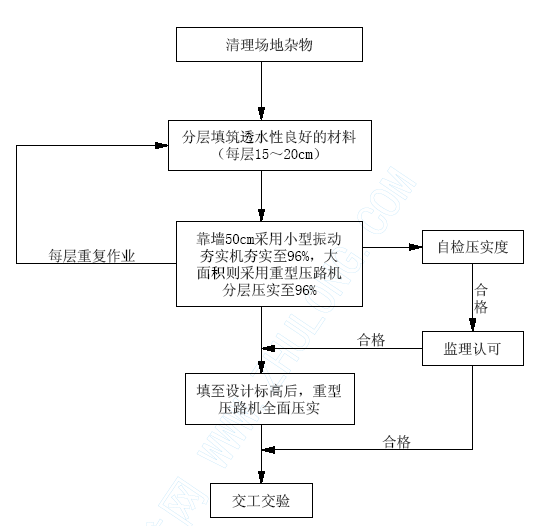 清理场地杂物
分层填筑透水性良好的材料
（每层15～20cm）
靠墙50cm采用小型振动
夯实机夯实至96%，大
面积则采用重型压路机
分层压实至96%
每层重复作业
自检压实度
合格
监理认可
合格
填至设计标高后，重型
压路机全面压实
合格
交工交验